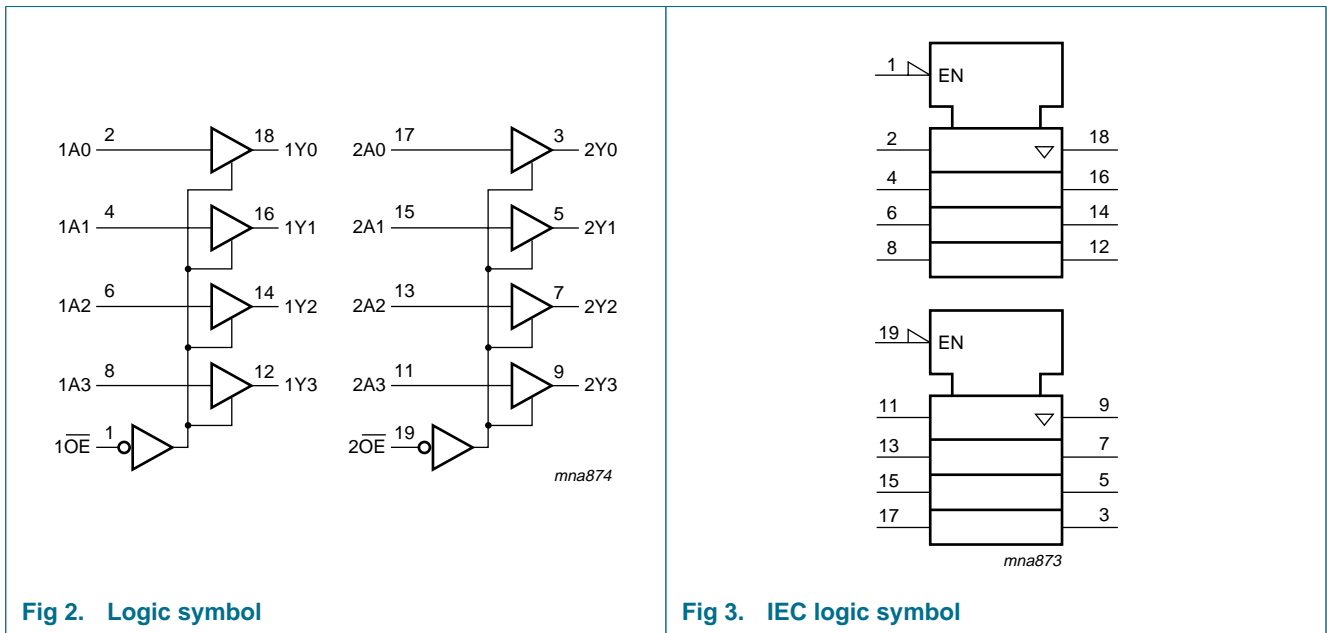 1A0 2 18 1Y0
1A1 4 16 1Y1
1A2 6 14 1Y2
1A3 8 12 1Y3
1O̅E̅ 1
2A0 17 3 2Y0
2A1 15 5 2Y1
2A2 13 7 2Y2
2A3 11 9 2Y3
2O̅E̅ 19
mna874
Fig 2. Logic symbol
1 EN
2 18
4 16
6 14
8 12
19 EN
11 9
13 7
15 5
17 3
mna873
Fig 3. IEC logic symbol